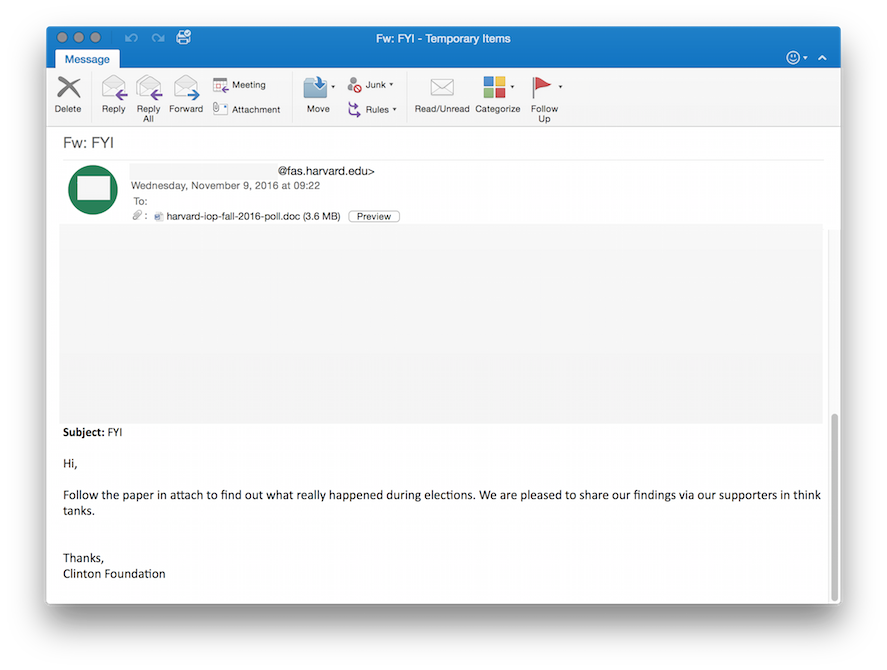 Fw: FYI - Temporary Items
Message
Delete
Reply
Reply All
Forward
Meeting
Attachment
Move
Junk
Rules
Read/Unread
Categorize
Follow Up
Fw: FYI
@fas.harvard.edu>
Wednesday, November 9, 2016 at 09:22
To:
: harvard-iop-fall-2016-poll.doc (3.6 MB) Preview
Subject: FYI
Hi,
Follow the paper in attach to find out what really happened during elections. We are pleased to share our findings via our supporters in think
tanks.
Thanks,
Clinton Foundation